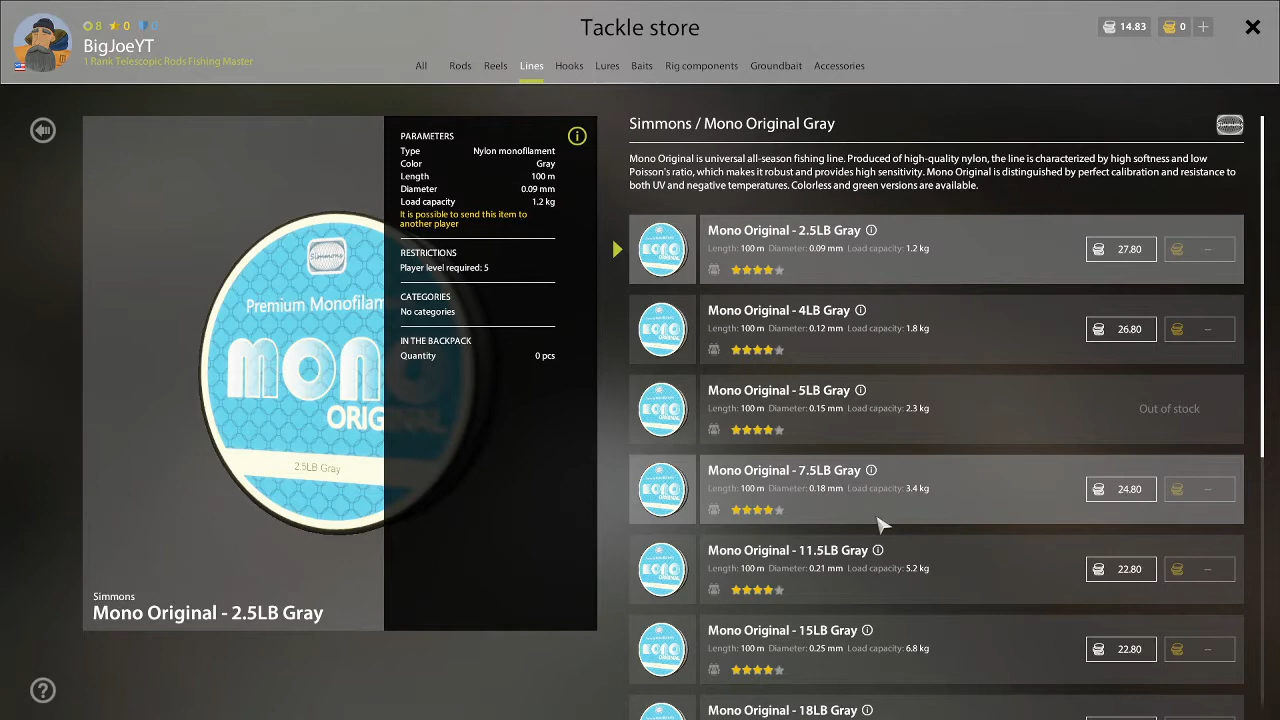 8 0 0
BigJoeYT
1 Rank Telescopic Rods Fishing Master
Tackle store
14.83 0 +
All Rods Reels Lines Hooks Lures Baits Rig components Groundbait Accessories
Simmons
Premium Monofilam
MONO
ORIGINAL
2.5LB Gray
Simmons
Mono Original - 2.5LB Gray
PARAMETERS
Type Nylon monofilament
Color Gray
Length 100 m
Diameter 0.09 mm
Load capacity 1.2 kg
It is possible to send this item to
another player
RESTRICTIONS
Player level required: 5
CATEGORIES
No categories
IN THE BACKPACK
Quantity 0 pcs
Simmons / Mono Original Gray
Simmons
Mono Original is universal all-season fishing line. Produced of high-quality nylon, the line is characterized by high softness and low
Poisson's ratio, which makes it robust and provides high sensitivity. Mono Original is distinguished by perfect calibration and resistance to
both UV and negative temperatures. Colorless and green versions are available.
Mono Original - 2.5LB Gray
Length: 100 m Diameter: 0.09 mm Load capacity: 1.2 kg
27.80 --
Mono Original - 4LB Gray
Length: 100 m Diameter: 0.12 mm Load capacity: 1.8 kg
26.80 --
Mono Original - 5LB Gray
Length: 100 m Diameter: 0.15 mm Load capacity: 2.3 kg
Out of stock
Mono Original - 7.5LB Gray
Length: 100 m Diameter: 0.18 mm Load capacity: 3.4 kg
24.80 --
Mono Original - 11.5LB Gray
Length: 100 m Diameter: 0.21 mm Load capacity: 5.2 kg
22.80 --
Mono Original - 15LB Gray
Length: 100 m Diameter: 0.25 mm Load capacity: 6.8 kg
22.80 --
Mono Original - 18LB Gray
?